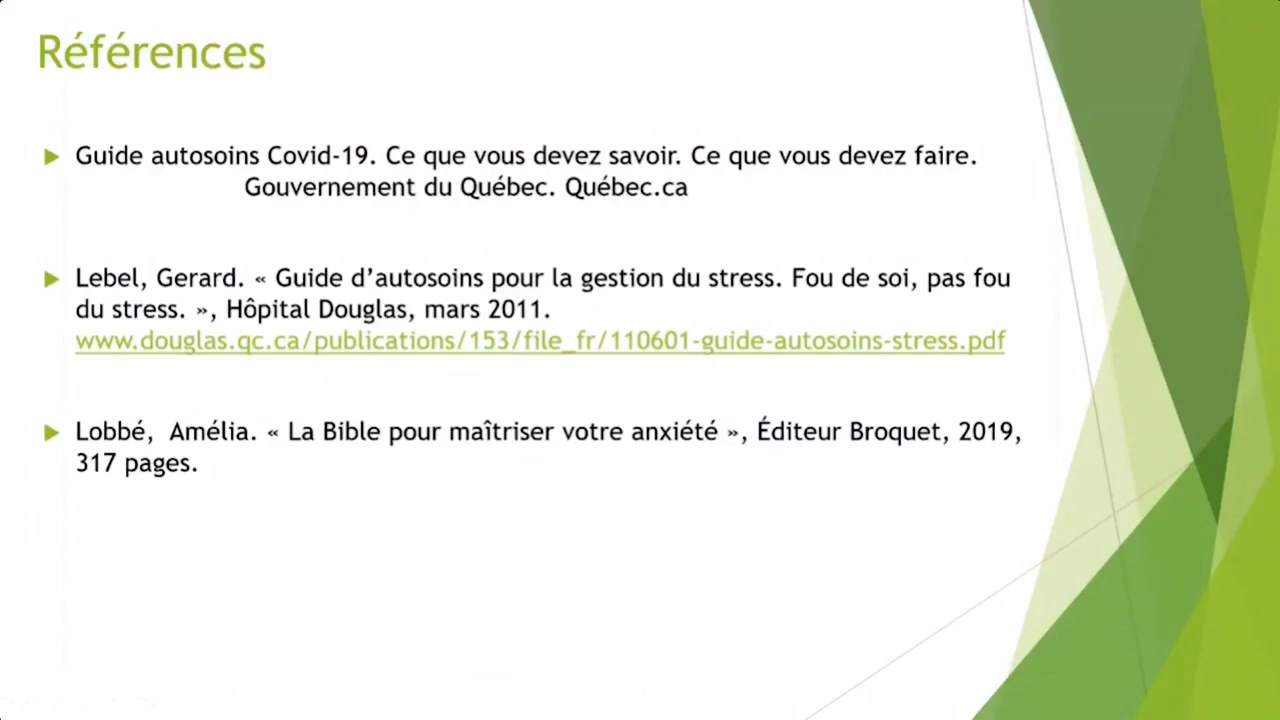 Références
Guide autosoins Covid-19. Ce que vous devez savoir. Ce que vous devez faire.
Gouvernement du Québec. Québec.ca
Lebel, Gerard. « Guide d’autosoins pour la gestion du stress. Fou de soi, pas fou
du stress. », Hôpital Douglas, mars 2011.
www.douglas.qc.ca/publications/153/file_fr/110601-guide-autosoins-stress.pdf
Lobbé,  Amélia. « La Bible pour maîtriser votre anxiété », Éditeur Broquet, 2019,
317 pages.